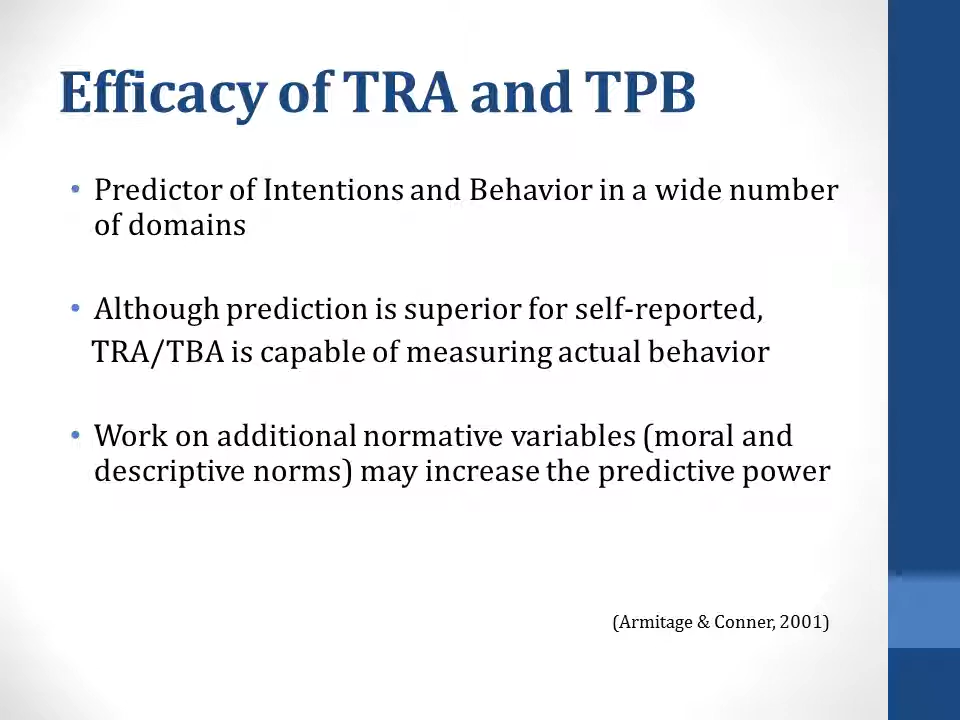 Efficacy of TRA and TPB
• Predictor of Intentions and Behavior in a wide number
of domains
• Although prediction is superior for self-reported,
TRA/TBA is capable of measuring actual behavior
• Work on additional normative variables (moral and
descriptive norms) may increase the predictive power
(Armitage & Conner, 2001)